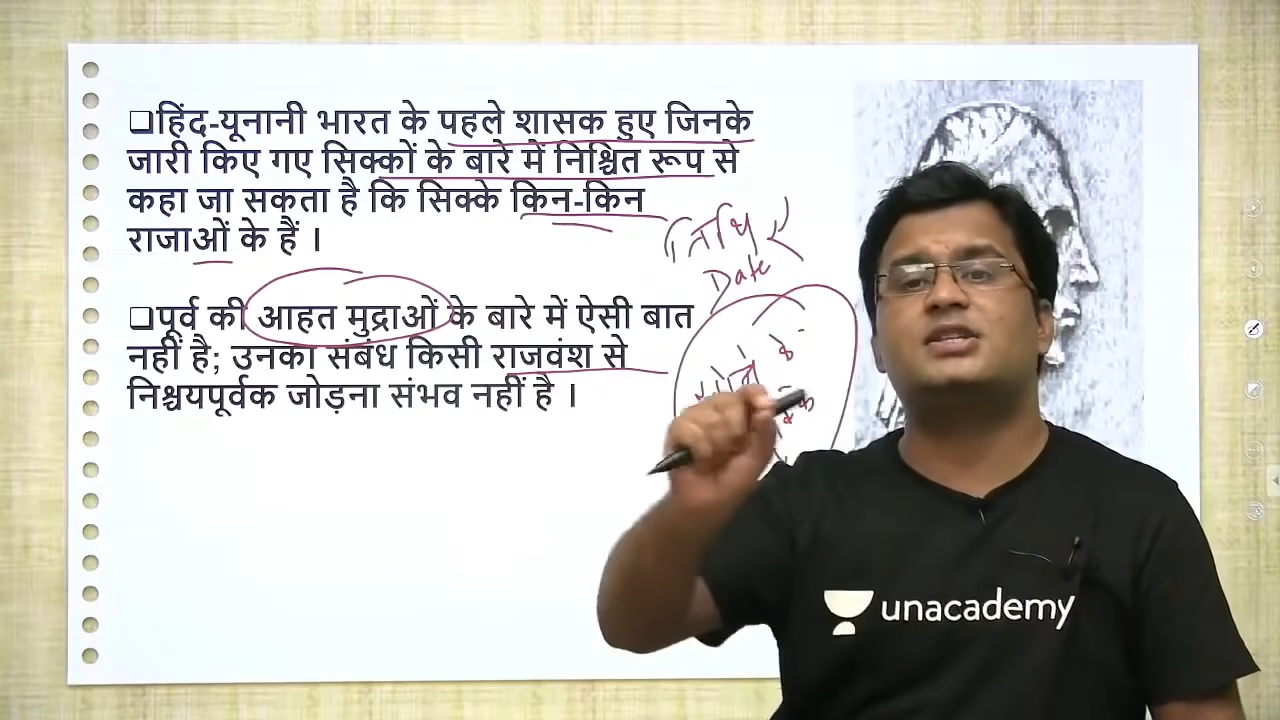 ❑हिंद-यूनानी भारत के पहले शासक हुए जिनके
जारी किए गए सिक्कों के बारे में निश्चित रूप से
कहा जा सकता है कि सिक्के किन-किन
राजाओं के हैं ।
तिथि
Date
❑पूर्व की आहत मुद्राओं के बारे में ऐसी बात
नहीं है; उनका संबंध किसी राजवंश से
निश्चयपूर्वक जोड़ना संभव नहीं है ।
सोने के
unacademy